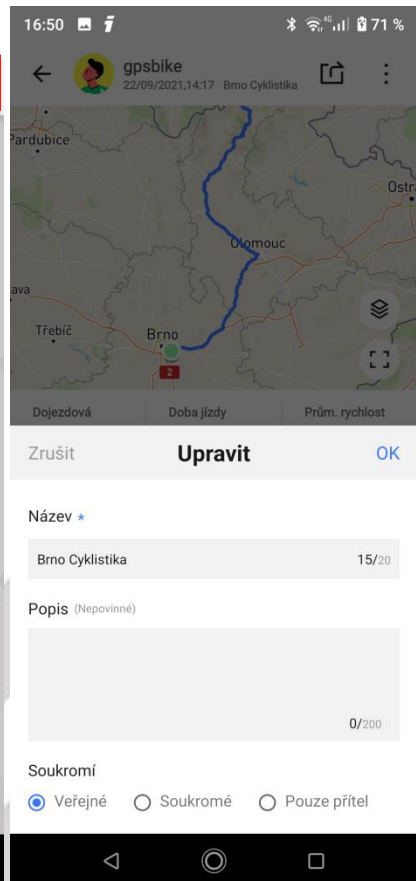 16:50 4G 71 %
gpsbike
22/09/2021,14:17 Brno Cyklistika
Pardubice
Ostr
Olomouc
ava
Třebíč
Brno
2
Dojezdová Doba jízdy Prům. rychlost
Zrušit Upravit OK
Název *
Brno Cyklistika 15/20
Popis (Nepovinné)
0/200
Soukromí
Veřejné Soukromé Pouze přítel